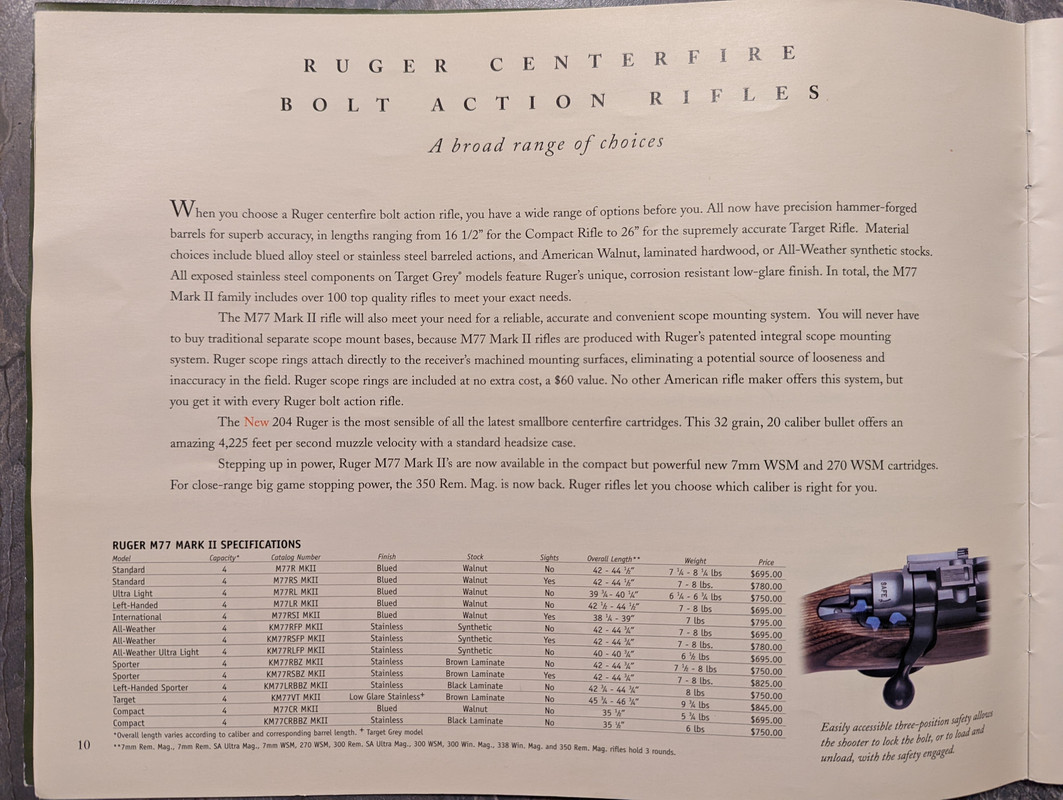 RUGER CENTERFIRE
BOLT ACTION RIFLES
A broad range of choices
When you choose a Ruger centerfire bolt action rifle, you have a wide range of options before you. All now have precision hammer-forged
barrels for superb accuracy, in lengths ranging from 16 1/2" for the Compact Rifle to 26" for the supremely accurate Target Rifle. Material
choices include blued alloy steel or stainless steel barreled actions, and American Walnut, laminated hardwood, or All-Weather synthetic stocks.
All exposed stainless steel components on Target Grey* models feature Ruger's unique, corrosion resistant low-glare finish. In total, the M77
Mark II family includes over 100 top quality rifles to meet your exact needs.
The M77 Mark II rifle will also meet your need for a reliable, accurate and convenient scope mounting system. You will never have
to buy traditional separate scope mount bases, because M77 Mark II rifles are produced with Ruger's patented integral scope mounting
system. Ruger scope rings attach directly to the receiver's machined mounting surfaces, eliminating a potential source of looseness and
inaccuracy in the field. Ruger scope rings are included at no extra cost, a $60 value. No other American rifle maker offers this system, but
you get it with every Ruger bolt action rifle.
The New 204 Ruger is the most sensible of all the latest smallbore centerfire cartridges. This 32 grain, 20 caliber bullet offers an
amazing 4,225 feet per second muzzle velocity with a standard headsize case.
Stepping up in power, Ruger M77 Mark II's are now available in the compact but powerful new 7mm WSM and 270 WSM cartridges.
For close-range big game stopping power, the 350 Rem. Mag. is now back. Ruger rifles let you choose which caliber is right for you.
RUGER M77 MARK II SPECIFICATIONS
Model Capacity* Catalog Number Finish Stock Sights Overall Length** Weight Price
Standard 4 M77R MKII Blued Walnut No 42 - 44 ¾" 7 ¼ - 8 ¼ lbs $695.00
Standard 4 M77RS MKII Blued Walnut Yes 42 - 44 ¾" 7 - 8 lbs. $780.00
Ultra Light 4 M77RL MKII Blued Walnut No 39 ¾ - 40 ¾" 6 ¼ - 6 ¾ lbs $750.00
Left-Handed 4 M77LR MKII Blued Walnut No 42 ½ - 44 ½" 7 - 8 lbs $695.00
International 4 M77RSI MKII Blued Walnut Yes 38 ¼ - 39" 7 lbs $795.00
All-Weather 4 KM77RFP MKII Stainless Synthetic No 42 - 44 ¾" 7 - 8 lbs $695.00
All-Weather 4 KM77RSFP MKII Stainless Synthetic Yes 42 - 44 ¾" 7 - 8 lbs. $780.00
All-Weather Ultra Light 4 KM77RLFP MKII Stainless Synthetic No 40 - 40 ¾" 6 ½ lbs $695.00
Sporter 4 KM77RBZ MKII Stainless Brown Laminate No 42 - 44 ¾" 7 ½ - 8 lbs $750.00
Sporter 4 KM77RSBZ MKII Stainless Brown Laminate Yes 42 - 44 ¾" 7 - 8 lbs. $825.00
Left-Handed Sporter 4 KM77LRBBZ MKII Stainless Black Laminate No 42 ¾ - 44 ¾" 8 lbs $750.00
Target 4 KM77VT MKII Low Glare Stainless+ Brown Laminate No 45 ¾ - 46 ¾" 9 ¾ lbs $845.00
Compact 4 M77CR MKII Blued Walnut No 35 ½" 5 ¾ lbs $695.00
Compact 4 KM77CRBBZ MKII Stainless Black Laminate No 35 ½" 6 lbs $750.00
*Overall length varies according to caliber and corresponding barrel length. + Target Grey model
**7mm Rem. Mag., 7mm Rem. SA Ultra Mag., 7mm WSM, 270 WSM, 300 Rem. SA Ultra Mag., 300 WSM, 300 Win. Mag., 338 Win. Mag. and 350 Rem. Mag. rifles hold 3 rounds.
10
SAFE
Easily accessible three-position safety allows
the shooter to lock the bolt, or to load and
unload, with the safety engaged.